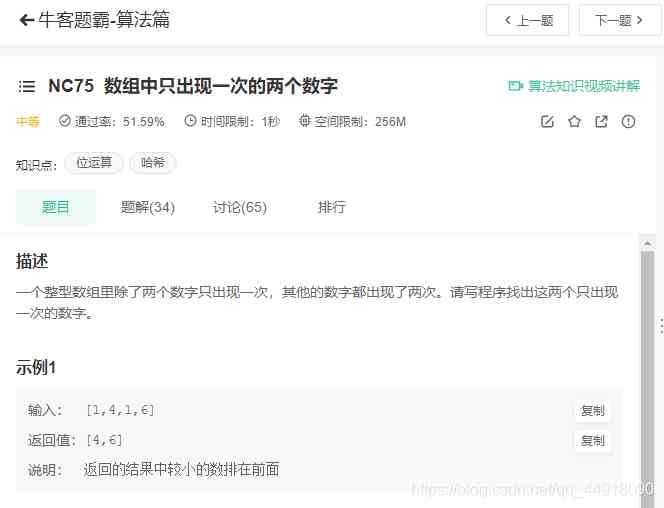 牛客题霸-算法篇
上一题
下一题
NC75 数组中只出现一次的两个数字
算法知识视频讲解
中等 通过率：51.59% 时间限制：1秒 空间限制：256M
知识点： 位运算 哈希
题目 题解(34) 讨论(65) 排行
描述
一个整型数组里除了两个数字只出现一次，其他的数字都出现了两次。请写程序找出这两个只出现
一次的数字。
示例1
输入： [1,4,1,6]
复制
返回值：[4,6]
复制
说明： 返回的结果中较小的数排在前面